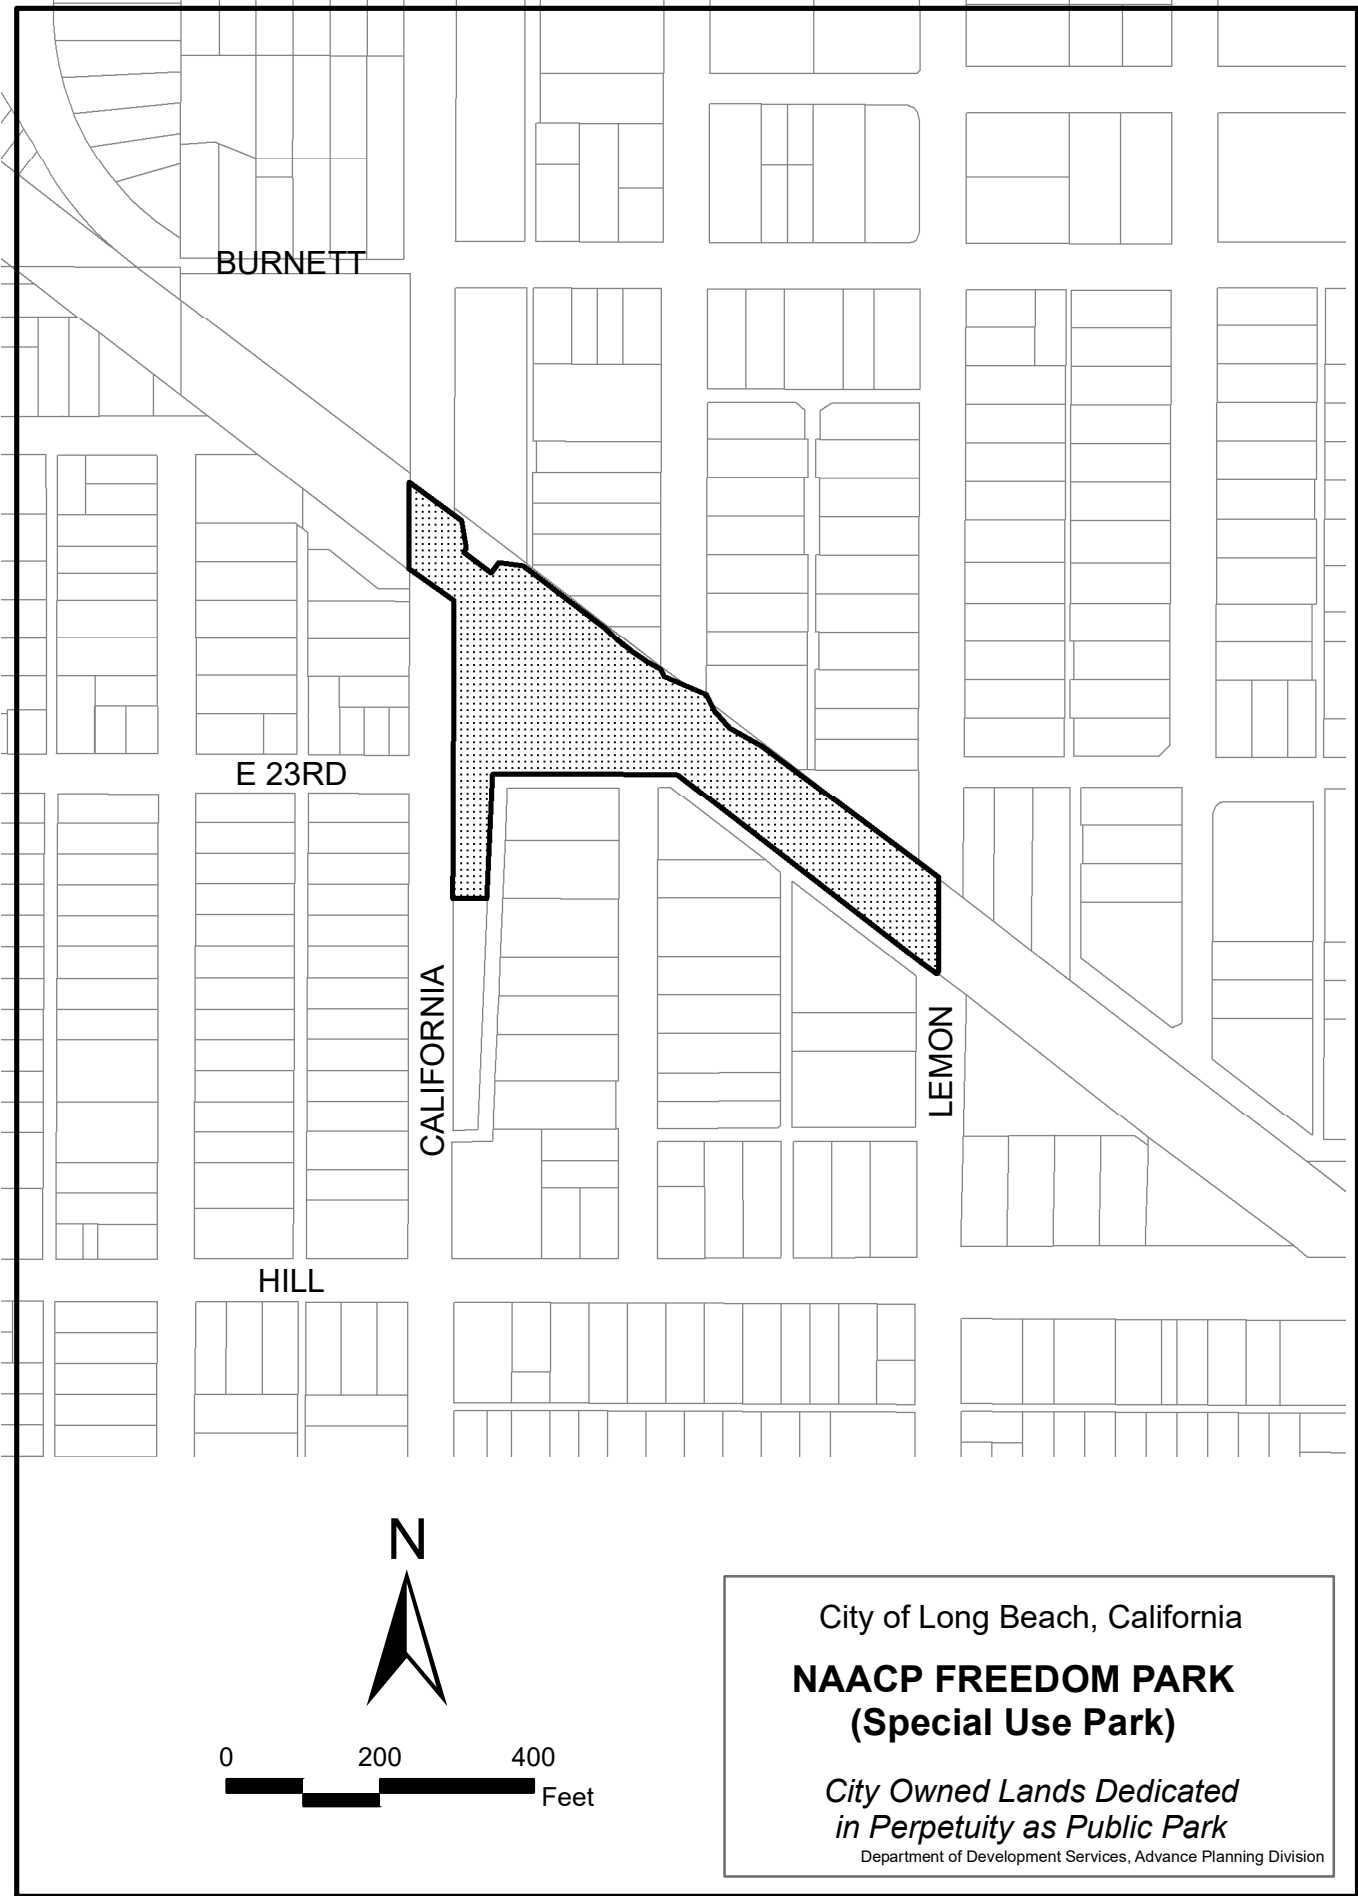 BURNETT
E 23RD
CALIFORNIA
LEMON
HILL
N
0 200 400
Feet
City of Long Beach, California
NAACP FREEDOM PARK
(Special Use Park)
City Owned Lands Dedicated
in Perpetuity as Public Park
Department of Development Services, Advance Planning Division